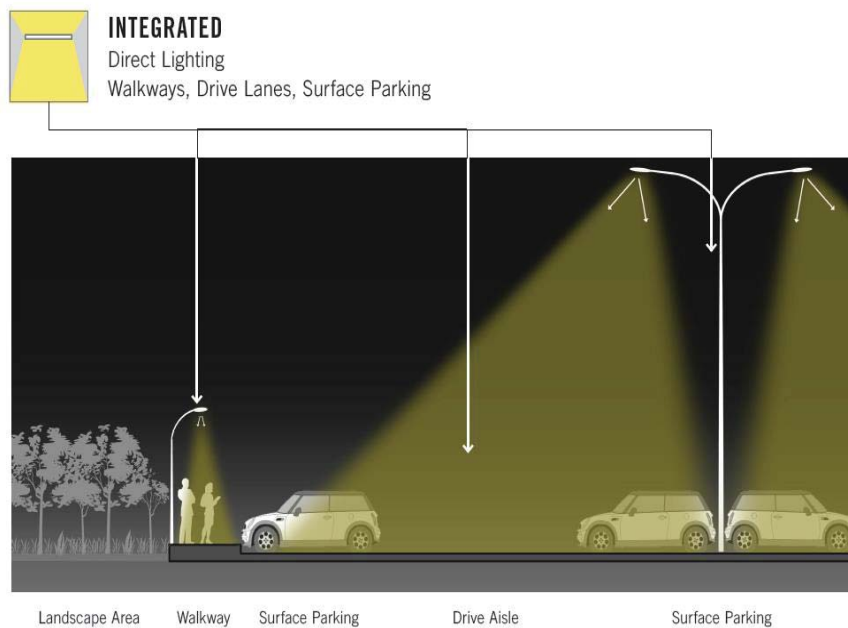 INTEGRATED
Direct Lighting
Walkways, Drive Lanes, Surface Parking
Landscape Area
Walkway
Surface Parking
Drive Aisle
Surface Parking